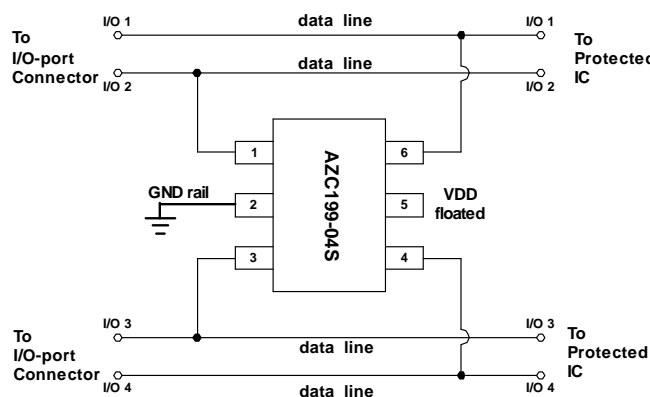 I/O 1
data line
I/O 1
To
I/O-port
Connector
data line
To
Protected
IC
I/O 2
I/O 2
1
6
AZC199-04S
GND rail
2
5
VDD
floated
3
4
To
I/O-port
Connector
I/O 3
data line
I/O 3
To
Protected
IC
I/O 4
data line
I/O 4